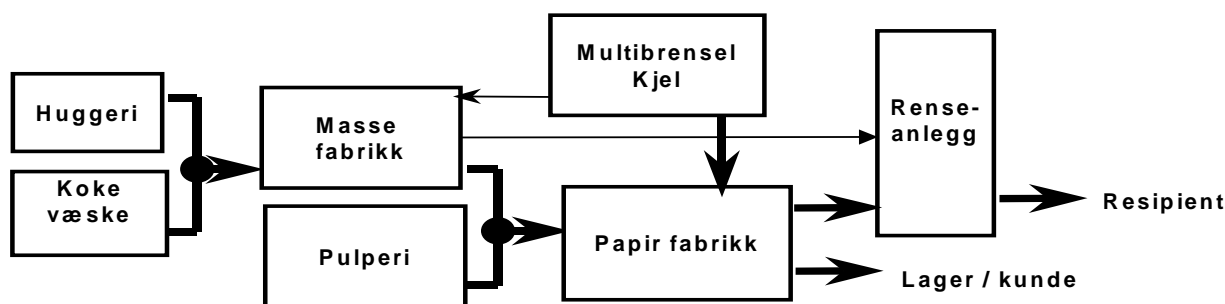 Huggeri
Koke
væske
Masse
fabrikk
Pulperi
Multibrensel
Kjel
Papir fabrikk
Rense-
anlegg
Resipient
Lager / kunde